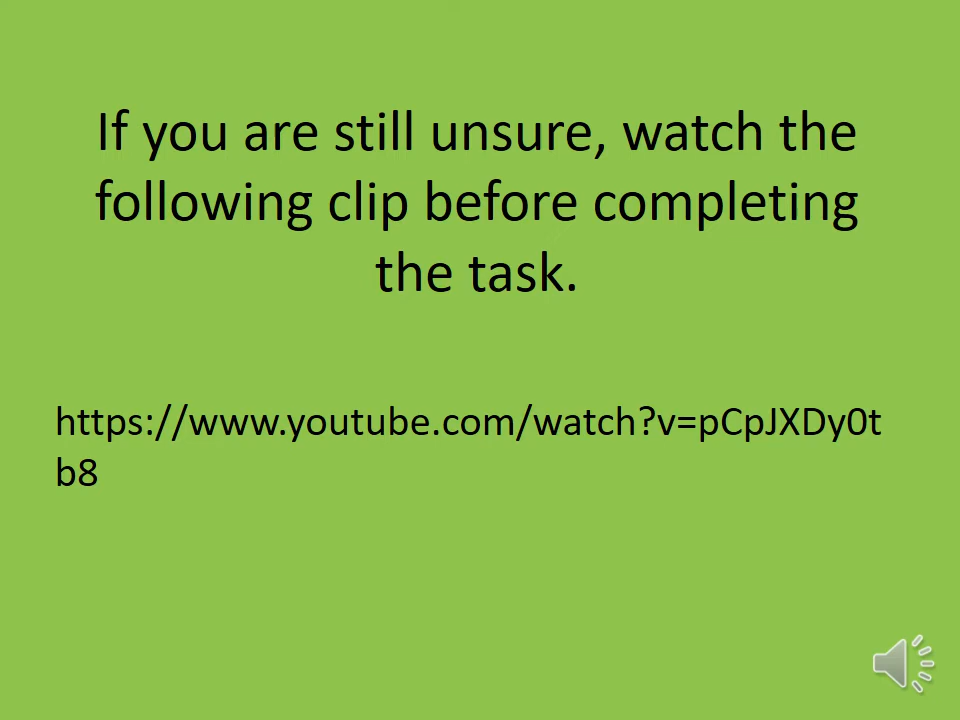 If you are still unsure, watch the
following clip before completing
the task.
https://www.youtube.com/watch?v=pCpJXDy0t
b8